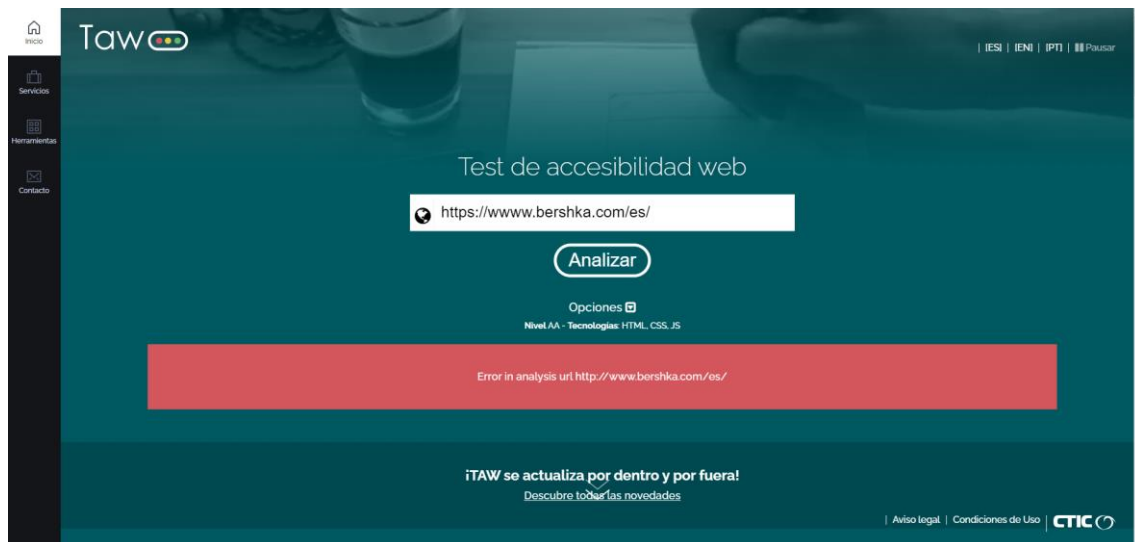 Inicio
Taw
| [ES] | [EN] | [PT] | Pausar
Servicios
Herramientas
Contacto
Test de accesibilidad web
https://wwww.bershka.com/es/
Analizar
Opciones
Nivel AA - Tecnologías: HTML, CSS, JS
Error in analysis url http://www.bershka.com/es/
¡TAW se actualiza por dentro y por fuera!
Descubre todas las novedades
| Aviso legal | Condiciones de Uso | CTIC